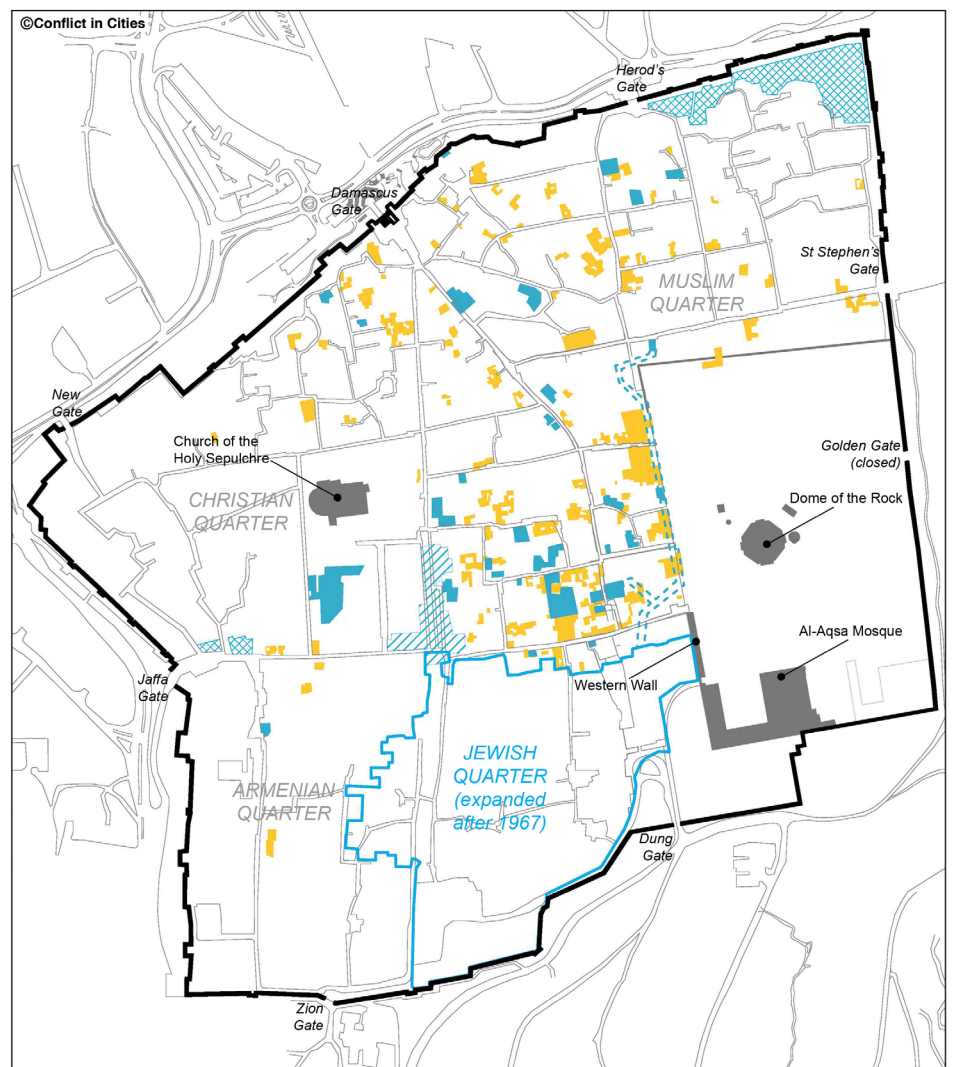 ©Conflict in Cities
Herod's
Gate
Damascus
Gate
St Stephen's
Gate
MUSLIM
QUARTER
New
Gate
Church of the
Holy Sepulchre
Golden Gate
(closed)
CHRISTIAN
QUARTER
Dome of the Rock
Al-Aqsa Mosque
Jaffa
Gate
Western Wall
JEWISH
QUARTER
(expanded
after 1967)
ARMENIAN
QUARTER
Dung
Gate
Zion
Gate